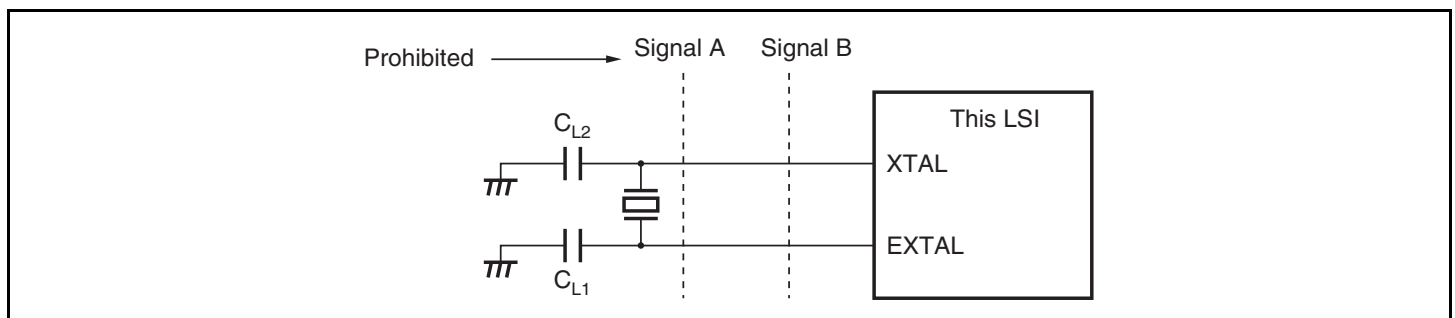 Prohibited
Signal A
Signal B
This LSI
CL2
XTAL
EXTAL
CL1